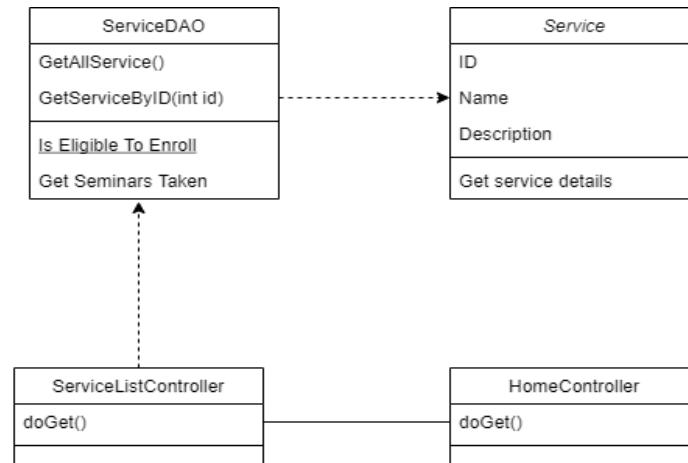 ServiceDAO
GetAllService()
GetServiceByID(int id)
Is Eligible To Enroll
Get Seminars Taken
Service
ID
Name
Description
Get service details
ServiceListController
doGet()
HomeController
doGet()